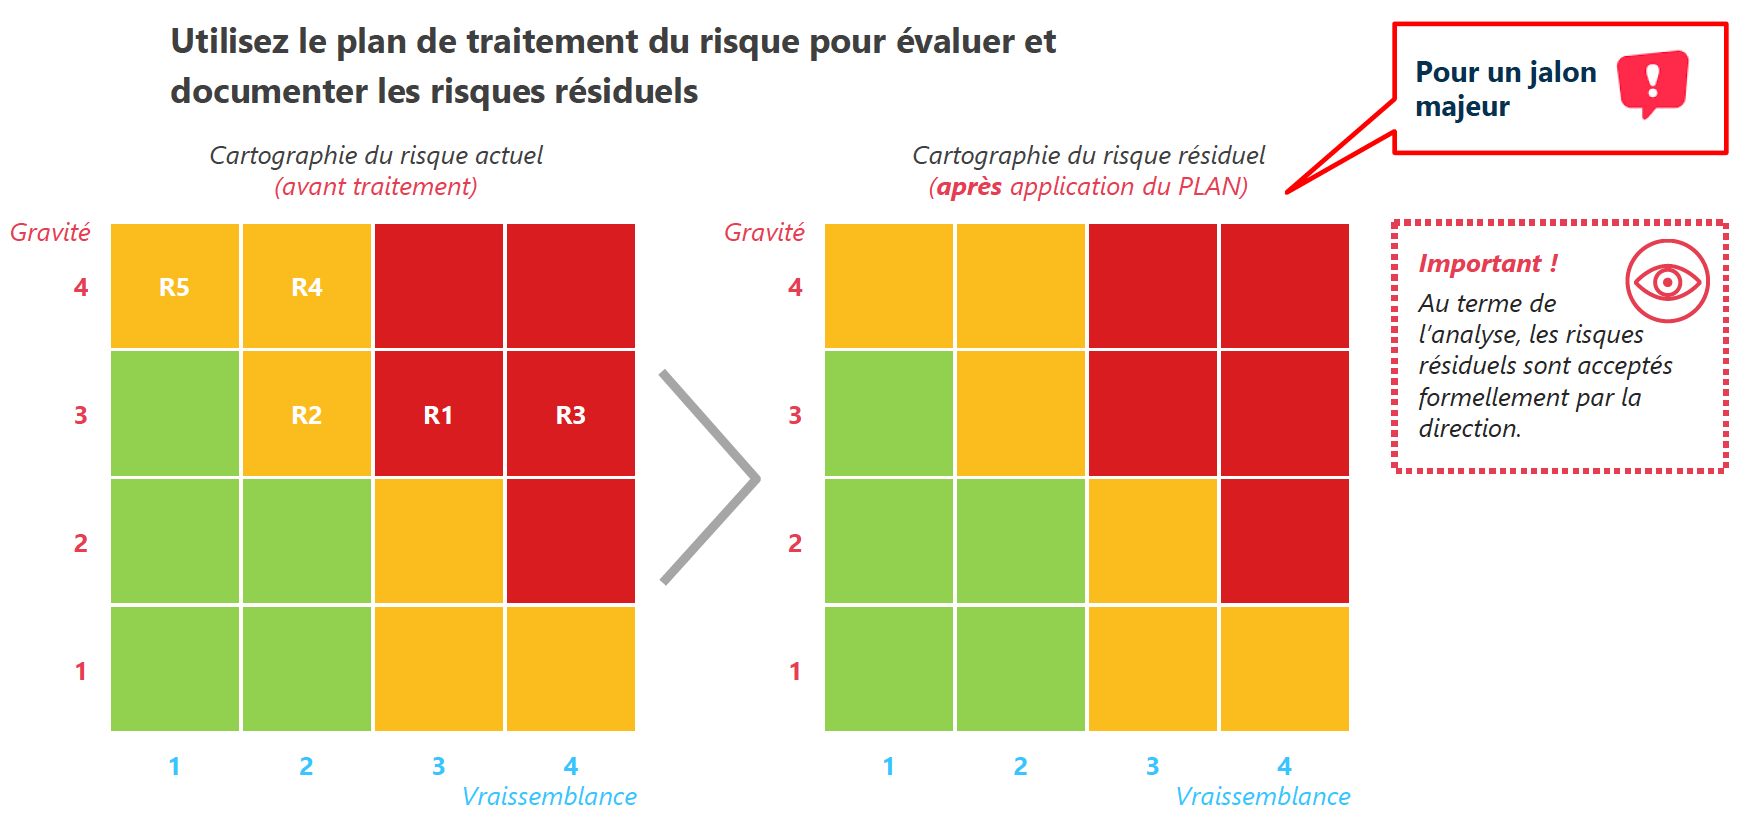 Utilisez le plan de traitement du risque pour évaluer et
documenter les risques résiduels
Pour un jalon
majeur
Cartographie du risque actuel
(avant traitement)
Gravité
4
R5
R4
3
R2
R1
R3
2
1
1
2
3
4
Vraissemblance
Cartographie du risque résiduel
(après application du PLAN)
Gravité
4
3
2
1
1
2
3
4
Vraissemblance
Important !
Au terme de
l'analyse, les risques
résiduels sont acceptés
formellement par la
direction.